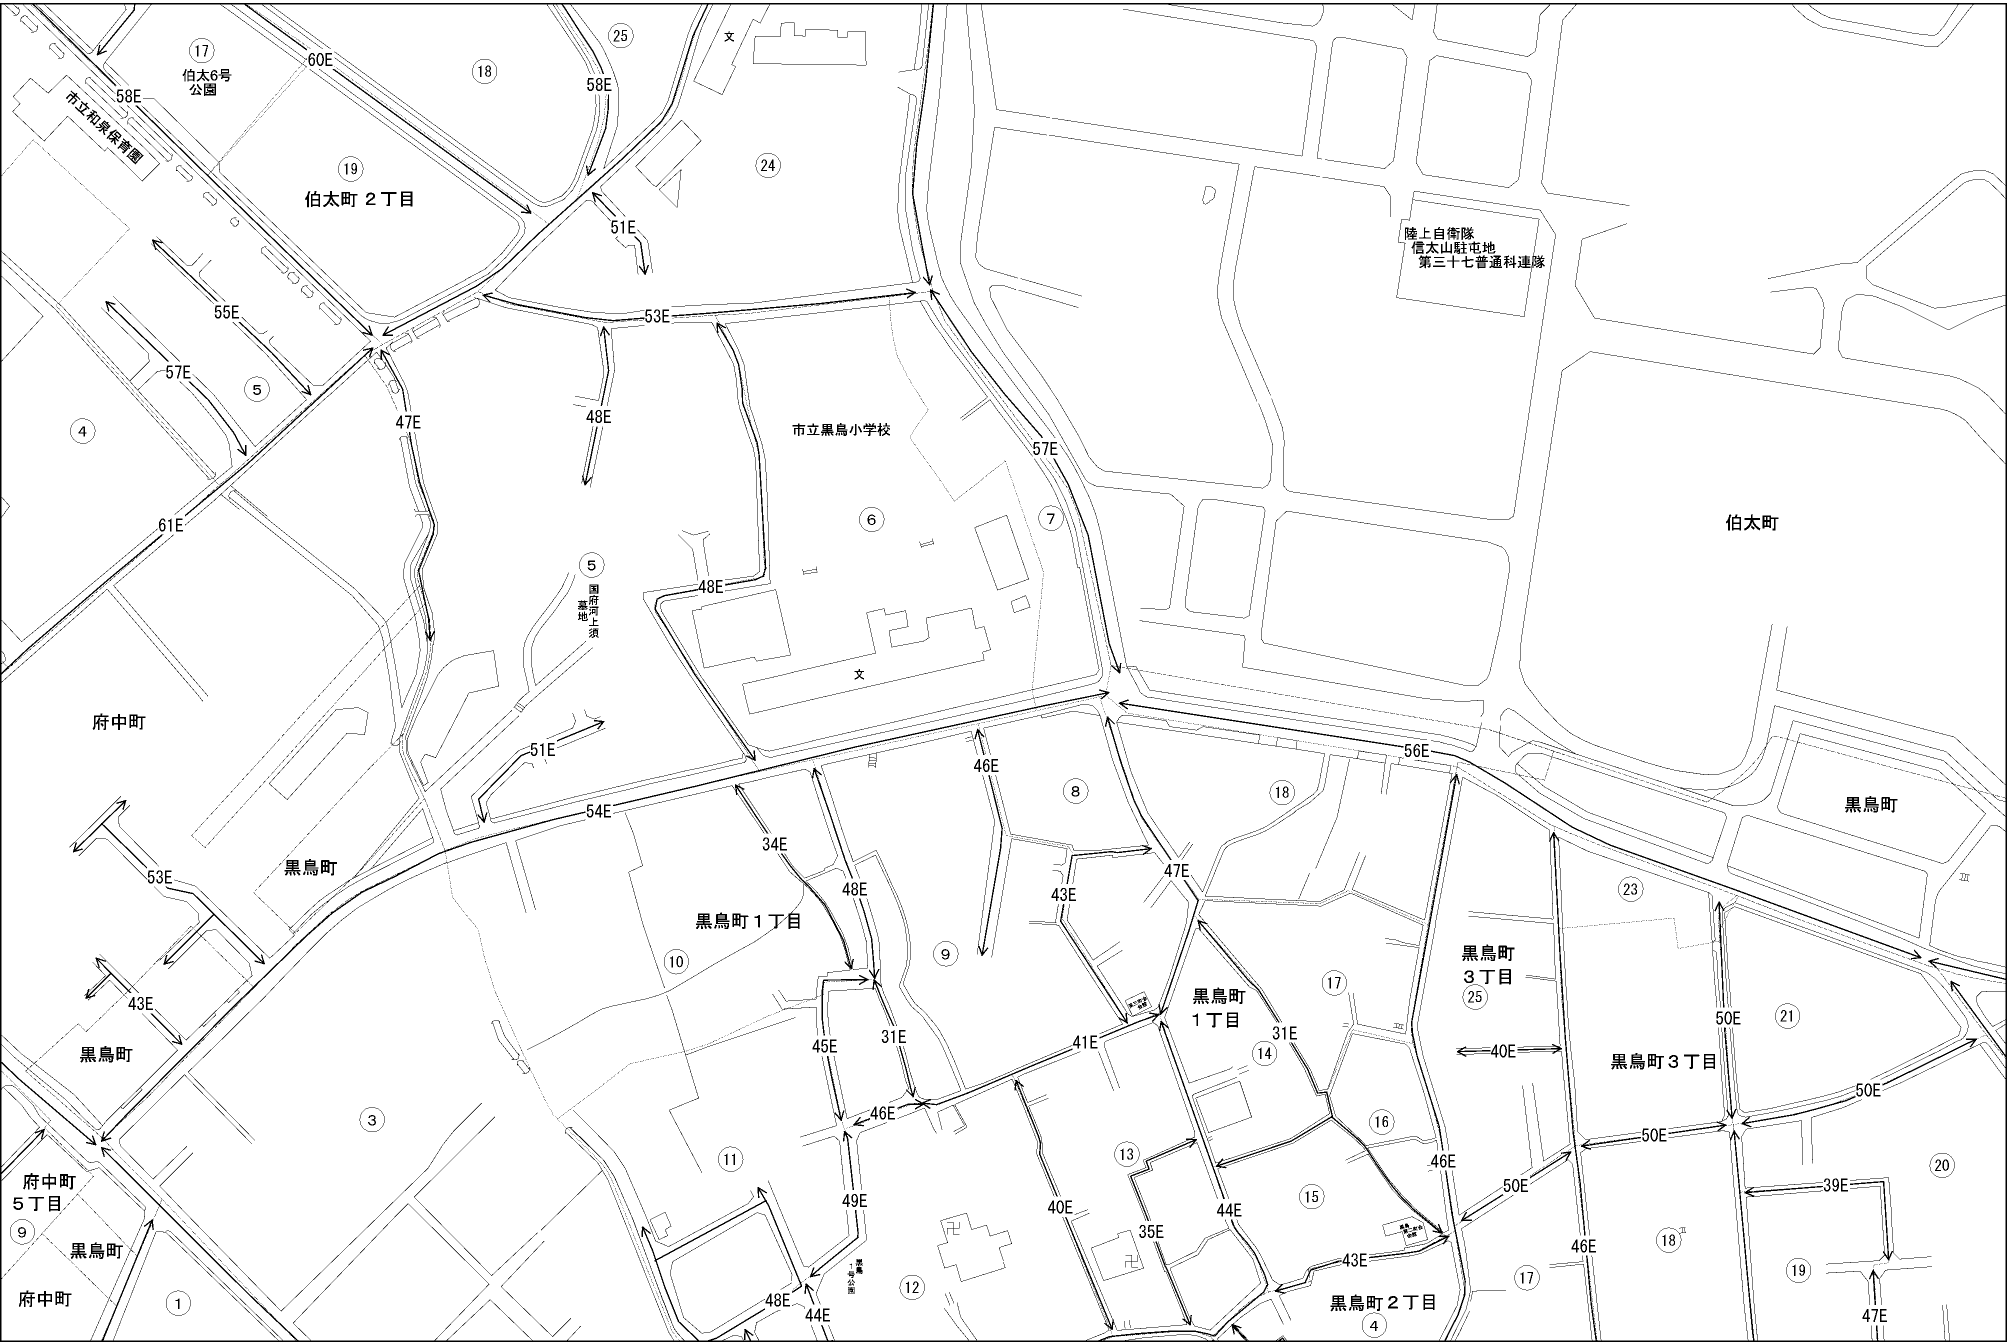 25
文
17
60E
18
伯太6号
公園
58E
58E
市立和泉保育園
24
19
伯太町 2丁目
51E
陸上自衛隊
信太山駐屯地
第三十七普通科連隊
55E
53E
57E
5
47E
48E
4
市立黒鳥小学校
57E
6
7
61E
伯太町
5
国府河上須
墓地
48E
文
府中町
51E
46E
56E
8
18
黒鳥町
54E
34E
黒鳥町
53E
48E
47E
43E
23
黒鳥町1丁目
10
9
黒鳥町
3丁目
25
17
黒鳥町
1丁目
43E
50E
21
31E
31E
45E
41E
14
40E
黒鳥町
黒鳥町3丁目
50E
46E
3
16
50E
11
13
46E
20
府中町
5丁目
15
50E
39E
49E
40E
44E
35E
9
黒鳥町
43E
46E
18
黒鳥
1号公園
12
17
19
府中町
1
48E
44E
黒鳥町2丁目
4
47E